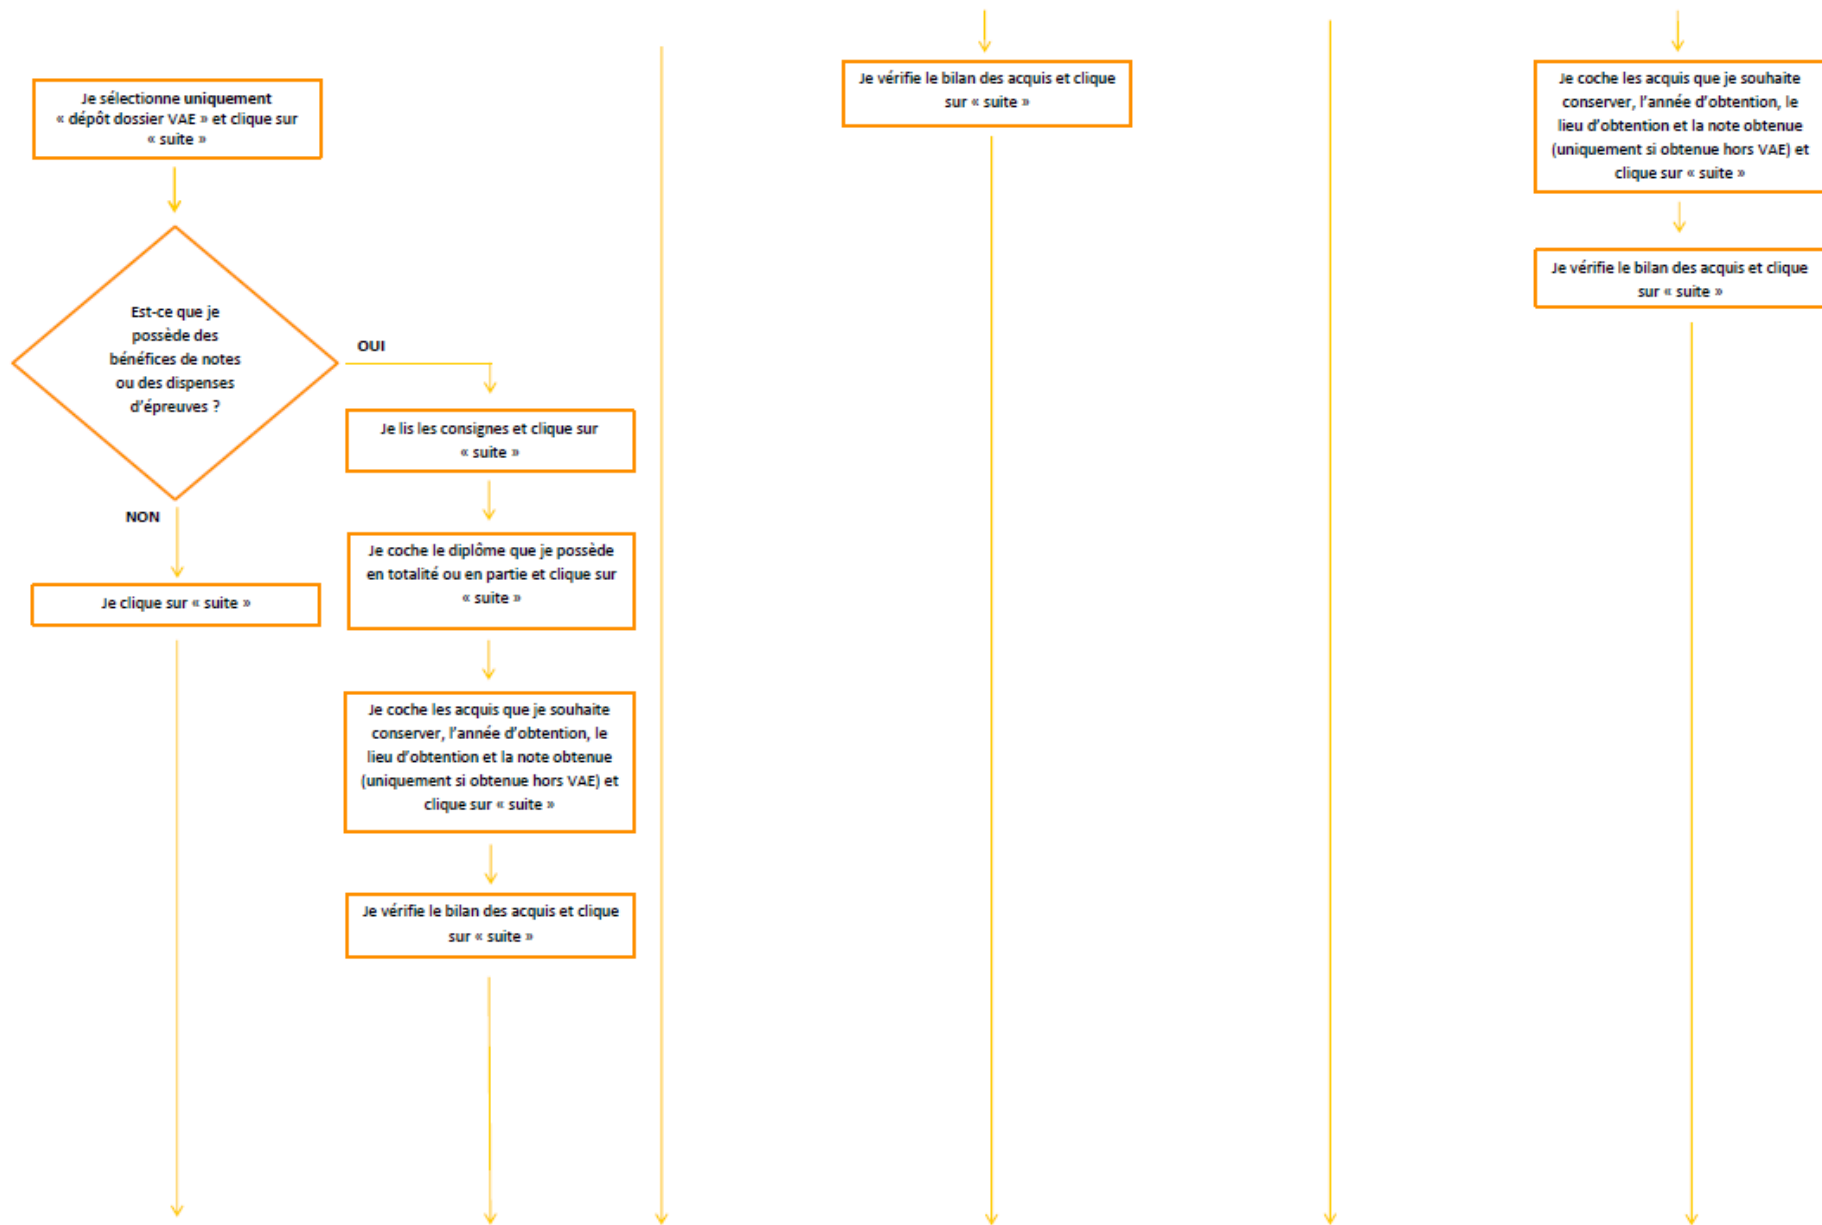 Je sélectionne uniquement
« dépôt dossier VAE » et clique sur
« suite »
Est-ce que je
possède des
bénéfices de notes
ou des dispenses
d'épreuves ?
OUI
NON
Je clique sur « suite »
Je lis les consignes et clique sur
« suite »
Je coche le diplôme que je possède
en totalité ou en partie et clique sur
« suite »
Je coche les acquis que je souhaite
conserver, l'année d'obtention, le
lieu d'obtention et la note obtenue
(uniquement si obtenue hors VAE) et
clique sur « suite »
Je vérifie le bilan des acquis et clique
sur « suite »
Je vérifie le bilan des acquis et clique
sur « suite »
Je coche les acquis que je souhaite
conserver, l'année d'obtention, le
lieu d'obtention et la note obtenue
(uniquement si obtenue hors VAE) et
clique sur « suite »
Je vérifie le bilan des acquis et clique
sur « suite »